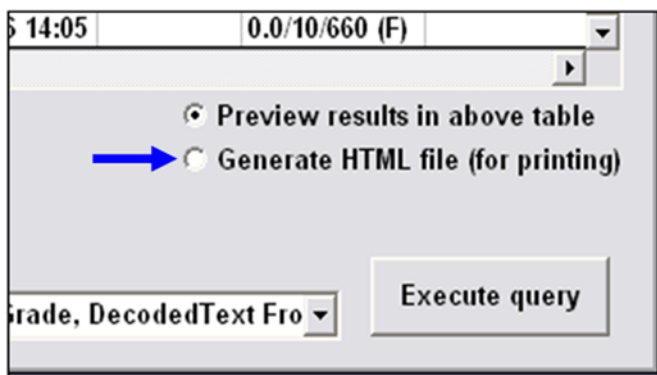 14:05 0.0/10/660 (F)
Preview results in above table
Generate HTML file (for printing)
Execute query
Grade, DecodedText Fro